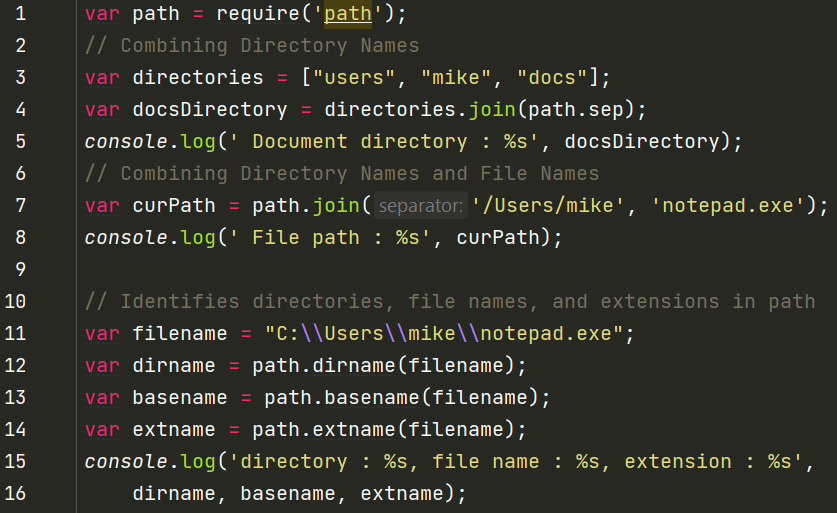 1 var path = require('path');
2 // Combining Directory Names
3 var directories = ["users", "mike", "docs"];
4 var docsDirectory = directories.join(path.sep);
5 console.log(' Document directory : %s', docsDirectory);
6 // Combining Directory Names and File Names
7 var curPath = path.join( separator: '/Users/mike', 'notepad.exe');
8 console.log(' File path : %s', curPath);
9
10 // Identifies directories, file names, and extensions in path
11 var filename = "C:\\Users\\mike\\notepad.exe";
12 var dirname = path.dirname(filename);
13 var basename = path.basename(filename);
14 var extname = path.extname(filename);
15 console.log('directory : %s, file name : %s, extension : %s',
16 dirname, basename, extname);